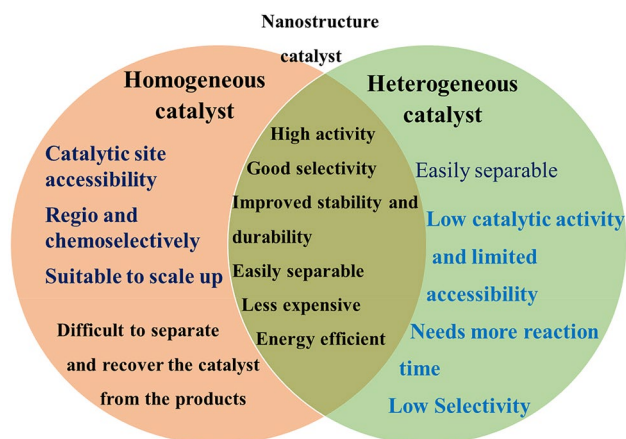 Nanostructure
catalyst
Homogeneous
catalyst
Catalytic site
accessibility
Regio and
chemoselectively
Suitable to scale up
Difficult to separate
and recover the catalyst
from the products
High activity
Good selectivity
Improved stability and
durability
Easily separable
Less expensive
Energy efficient
Heterogeneous
catalyst
Easily separable
Low catalytic activity
and limited
accessibility
Needs more reaction
time
Low Selectivity